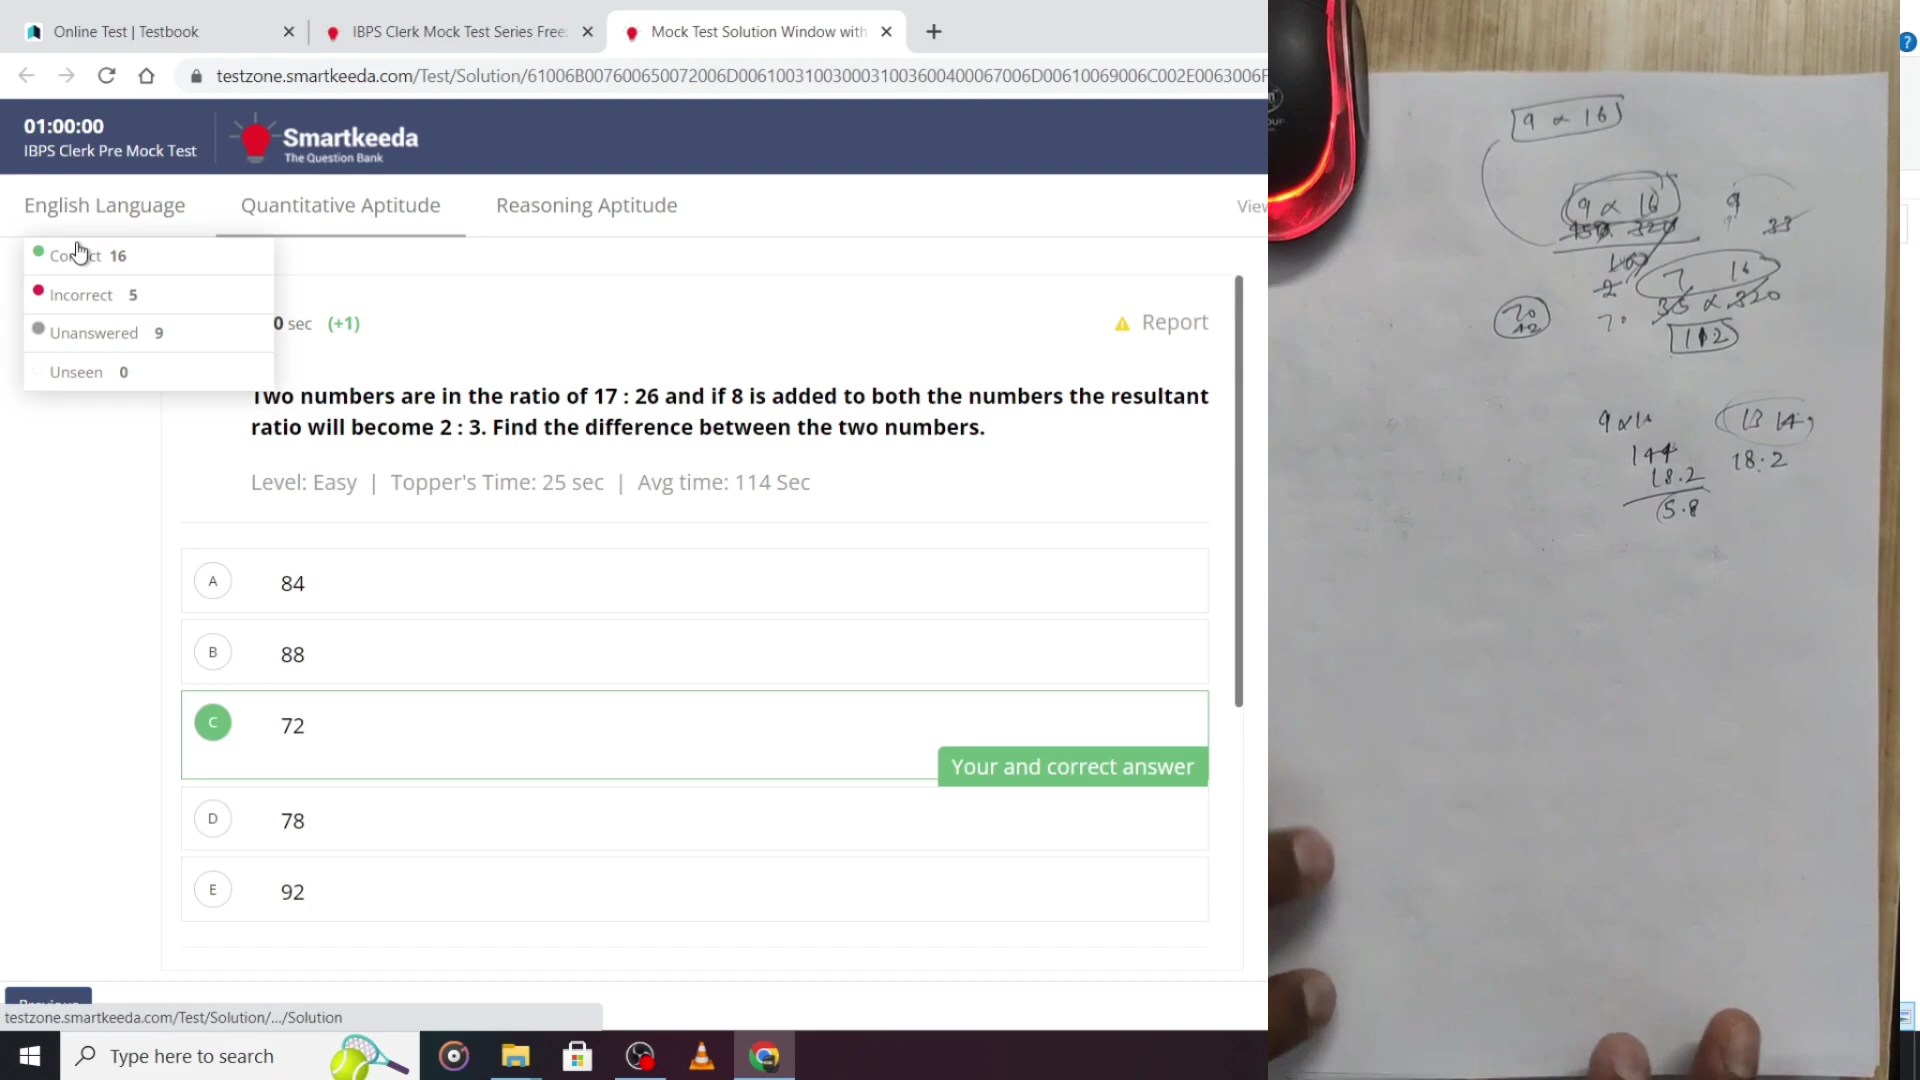 Online Test | Testbook
IBPS Clerk Mock Test Series Free
Mock Test Solution Window with
testzone.smartkeeda.com/Test/Solution/61006B007600650072006D00610031003000310036004000067006D00610069006C002E0063006F
01:00:00
IBPS Clerk Pre Mock Test
Smartkeeda
The Question Bank
English Language
Quantitative Aptitude
Reasoning Aptitude
View
Correct 16
Incorrect 5
Unanswered 9
Unseen 0
0 sec (+1)
Report
Two numbers are in the ratio of 17 : 26 and if 8 is added to both the numbers the resultant
ratio will become 2 : 3. Find the difference between the two numbers.
Level: Easy | Topper's Time: 25 sec | Avg time: 114 Sec
A 84
B 88
C 72
Your and correct answer
D 78
E 92
Previous
testzone.smartkeeda.com/Test/Solution/.../Solution
Type here to search
9 × 16
9 × 16
9
33
7 16
35 × 320
70
112
144
13 14
18.2
18.2